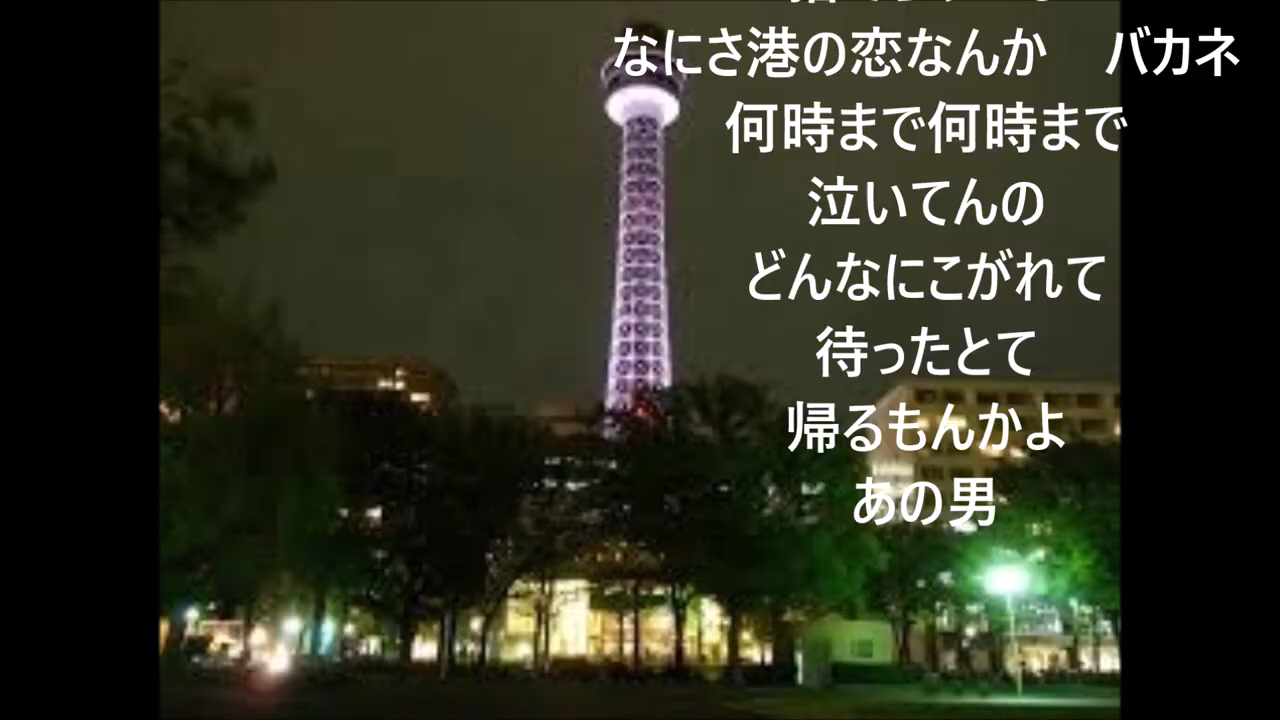 なにさ港の恋なんか　バカネ
何時まで何時まで
泣いてんの
どんなにこがれて
待ったとて
帰るもんかよ
あの男